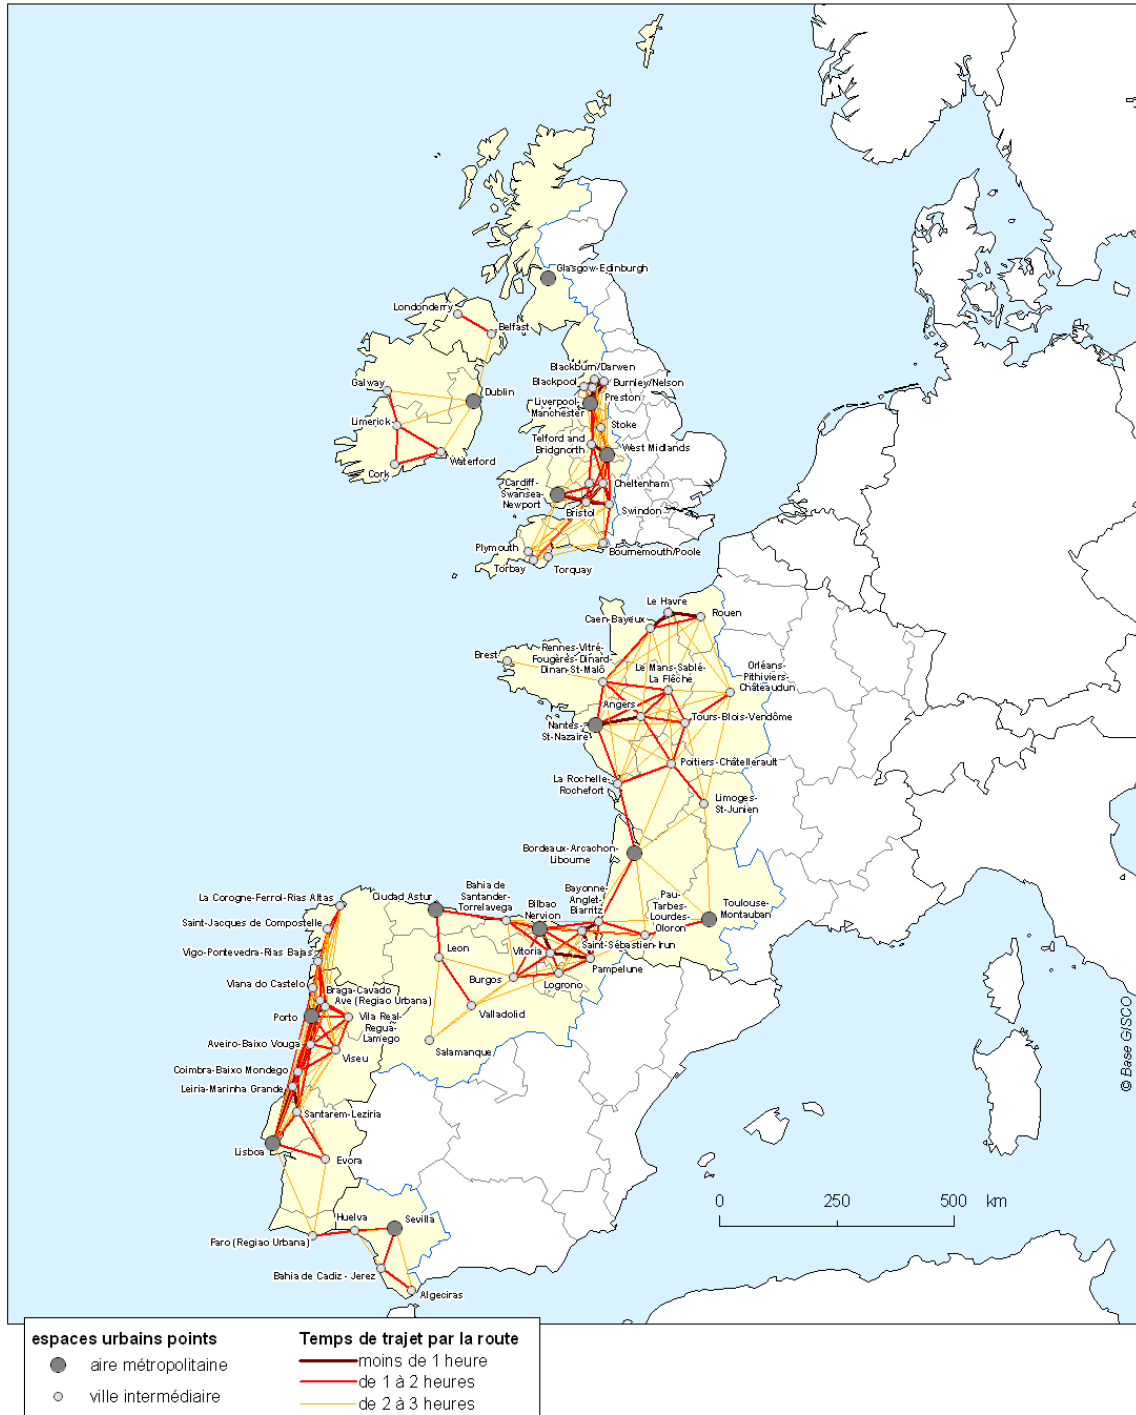 Glasgow-Edinburgh
Londonderry
Belfast
Galway
Dublin
Limerick
Cork
Waterford
Blackburn/Darwen
Blackpool
Burnley/Nelson
Preston
Liverpool-
Manchester
Stoke
Telford and
Bridgnorth
West Midlands
Cardiff-
Swansea-
Newport
Cheltenham
Bristol
Swindon
Plymouth
Torbay
Torquay
Bournemouth/Poole
Le Havre
Rouen
Caen-Bayeux
Brest
Rennes-Vitré-
Fougères-Dinard-
Dinan-St-Malô
Le Mans-Sablé-
La Flèche
Orléans-
Pithiviers-
Châteaudun
Angers
Nantes-
St-Nazaire
Tours-Blois-Vendôme
Poitiers-Châtellerault
La Rochelle-
Rochefort
Limoges-
St-Junien
Bordeaux-Arcachon-
Libourne
Bayonne-
Anglet-
Biarritz
Pau-
Tarbes-
Lourdes-
Oloron
Toulouse-
Montauban
La Corogne-Ferrol-Rias Altas
Ciudad Astur
Bahia de
Santander-
Torrelavega
Bilbao
Nervion
Saint-Jacques de Compostelle
Saint-Sébastien-Irun
Vigo-Pontevedra-Rias Bajas
Leon
Vitoria
Pampelune
Viana do Castelo
Burgos
Logrono
Braga-Cavado
Ave (Regiao Urbana)
Porto
Vila Real-
Regua-
Lamego
Valladolid
Aveiro-Baixo Vouga
Viseu
Salamanque
Coimbra-Baixo Mondego
Leiria-Marinha Grande
Santarem-Leziria
Lisboa
Evora
Huelva
Sevilla
Faro (Regiao Urbana)
Bahia de Cadiz - Jerez
Algeciras
0 250 500 km
© Base GISCO
espaces urbains points
aire métropolitaine
ville intermédiaire
Temps de trajet par la route
moins de 1 heure
de 1 à 2 heures
de 2 à 3 heures